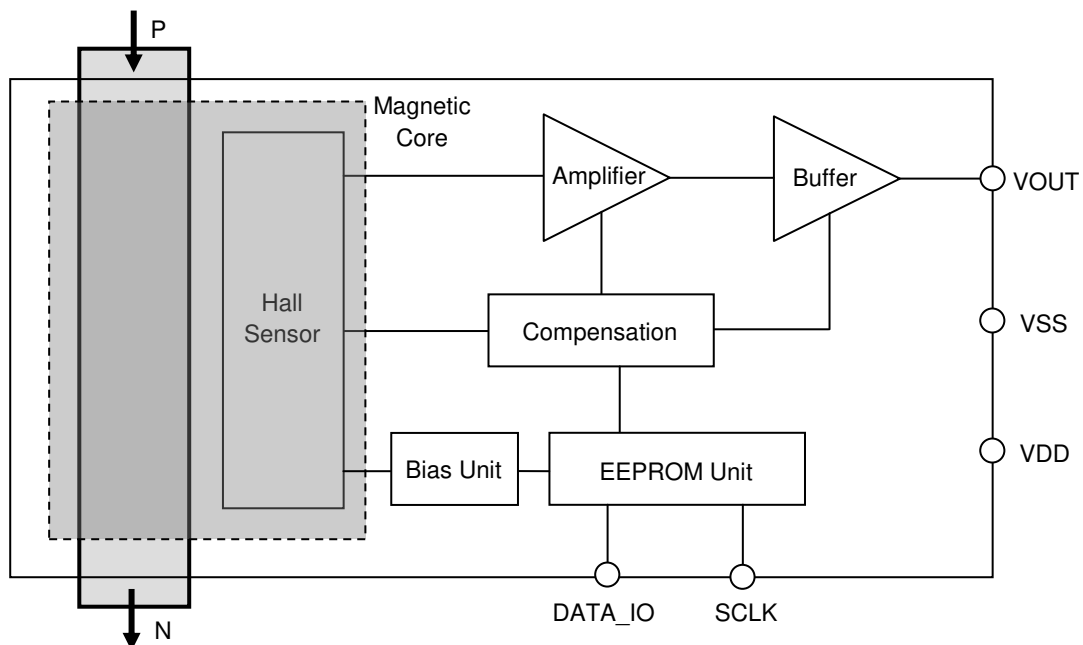 P
Magnetic
Core
Amplifier
Buffer
VOUT
Hall
Sensor
Compensation
VSS
Bias Unit
EEPROM Unit
VDD
DATA_IO
SCLK
N